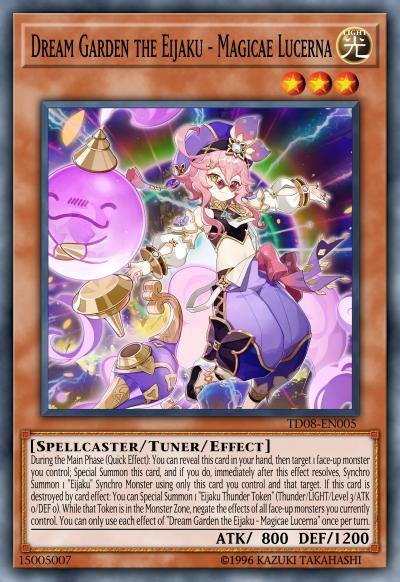 Dream Garden the Eijaku - Magicae Lucerna
LIGHT
光
TD08-EN005
[Spellcaster/Tuner/Effect]
During the Main Phase (Quick Effect): You can reveal this card in your hand, then target 1 face-up monster
you control; Special Summon this card, and if you do, immediately after this effect resolves, Synchro
Summon 1 "Eijaku" Synchro Monster using only this card you control and that target. If this card is
destroyed by card effect: You can Special Summon 1 "Eijaku Thunder Token" (Thunder/LIGHT/Level 3/ATK
0/DEF 0). While that Token is in the Monster Zone, negate the effects of all face-up monsters you currently
control. You can only use each effect of "Dream Garden the Eijaku - Magicae Lucerna" once per turn.
ATK/ 800 DEF/1200
15005007
©1996 KAZUKI TAKAHASHI